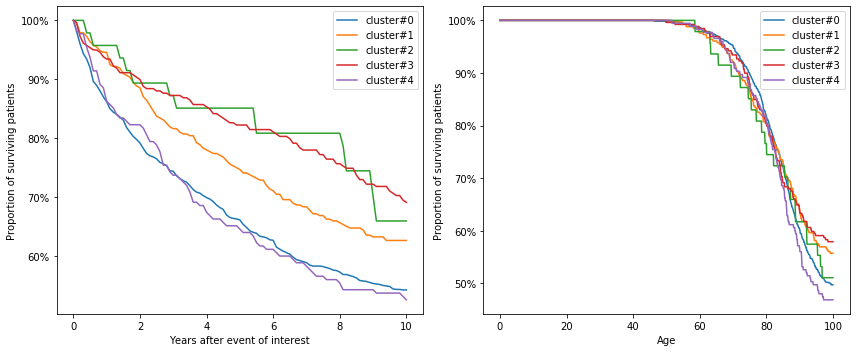 Proportion of surviving patients
100%
90%
80%
70%
60%
0
2
4
6
8
10
Years after event of interest
cluster#0
cluster#1
cluster#2
cluster#3
cluster#4
Proportion of surviving patients
100%
90%
80%
70%
60%
50%
0
20
40
60
80
100
Age
cluster#0
cluster#1
cluster#2
cluster#3
cluster#4